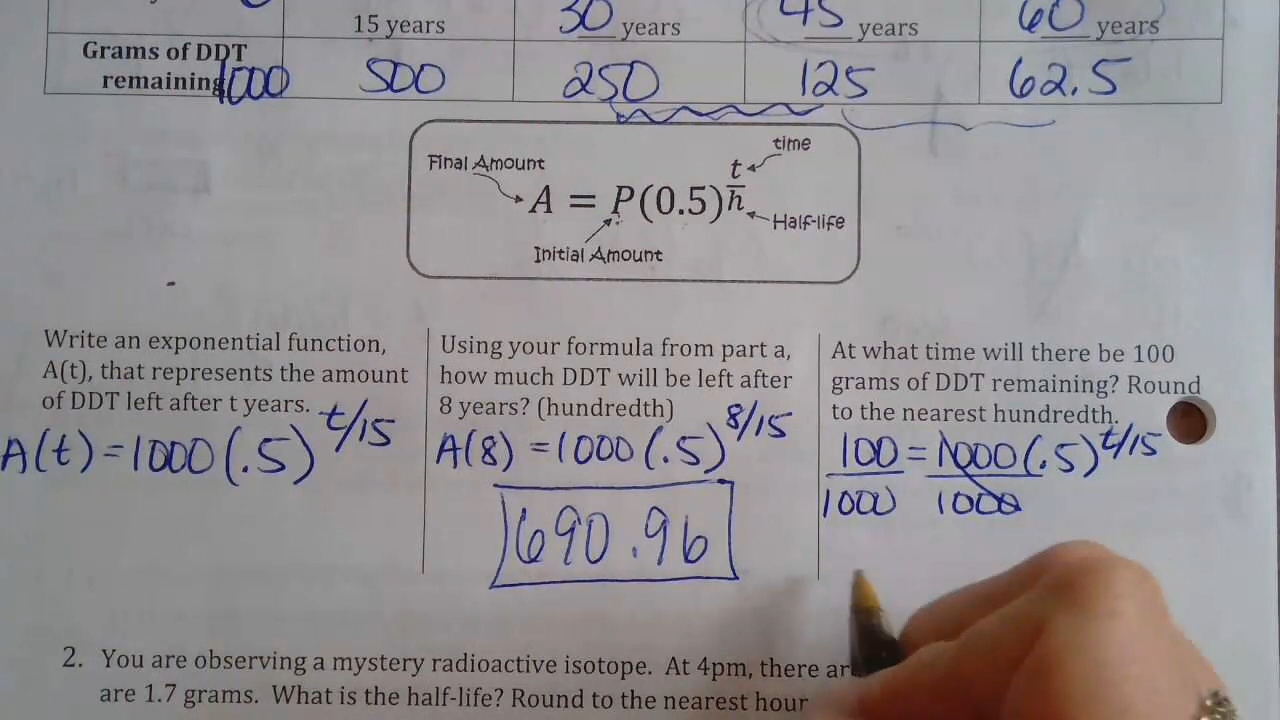 15 years 30 years 45 years 60 years
Grams of DDT
remaining 1000 500 250 125 62.5
time
Final Amount
A = P(0.5)^(t/h)
Half-life
Initial Amount
Write an exponential function,
A(t), that represents the amount
of DDT left after t years.
A(t) = 1000 (.5)^t/15
Using your formula from part a,
how much DDT will be left after
8 years? (hundredth)
A(8) = 1000 (.5)^8/15
690.96
At what time will there be 100
grams of DDT remaining? Round
to the nearest hundredth.
100 = 1000 (.5)^t/15
1000 1000
2. You are observing a mystery radioactive isotope. At 4pm, there
are 1.7 grams. What is the half-life? Round to the nearest hour